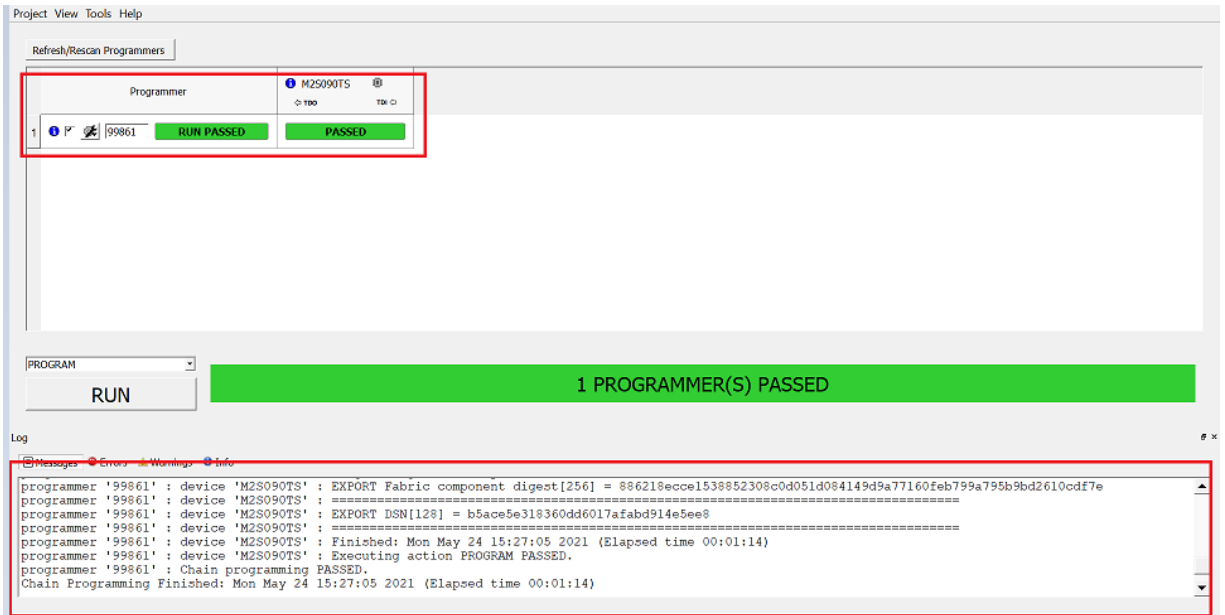 Project View Tools Help
Refresh/Rescan Programmers
Programmer
M2S090TS
TDO TDI
1 99861 RUN PASSED PASSED
PROGRAM
RUN
1 PROGRAMMER(S) PASSED
Log
Messages Errors Warnings Info
programmer '99861' : device 'M2S090TS' : EXPORT Fabric component digest[256] = 886218ecce1538852308c0d051d084149d9a77160feb799a795b9bd2610cdf7e
programmer '99861' : device 'M2S090TS' : ===================================================================
programmer '99861' : device 'M2S090TS' : EXPORT DSN[128] = b5ace5e318360dd6017afabd914e5ee8
programmer '99861' : device 'M2S090TS' : ===================================================================
programmer '99861' : device 'M2S090TS' : Finished: Mon May 24 15:27:05 2021 (Elapsed time 00:01:14)
programmer '99861' : device 'M2S090TS' : Executing action PROGRAM PASSED.
programmer '99861' : Chain programming PASSED.
Chain Programming Finished: Mon May 24 15:27:05 2021 (Elapsed time 00:01:14)